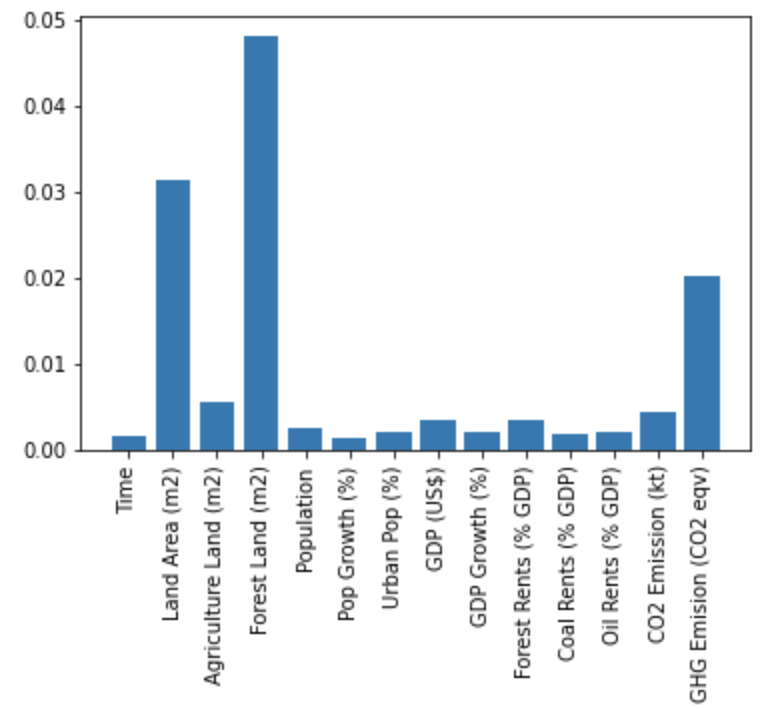 0.05
0.04
0.03
0.02
0.01
0.00
Time
Land Area (m2)
Agriculture Land (m2)
Forest Land (m2)
Population
Pop Growth (%)
Urban Pop (%)
GDP (US$)
GDP Growth (%)
Forest Rents (% GDP)
Coal Rents (% GDP)
Oil Rents (% GDP)
CO2 Emission (kt)
GHG Emision (CO2 eqv)